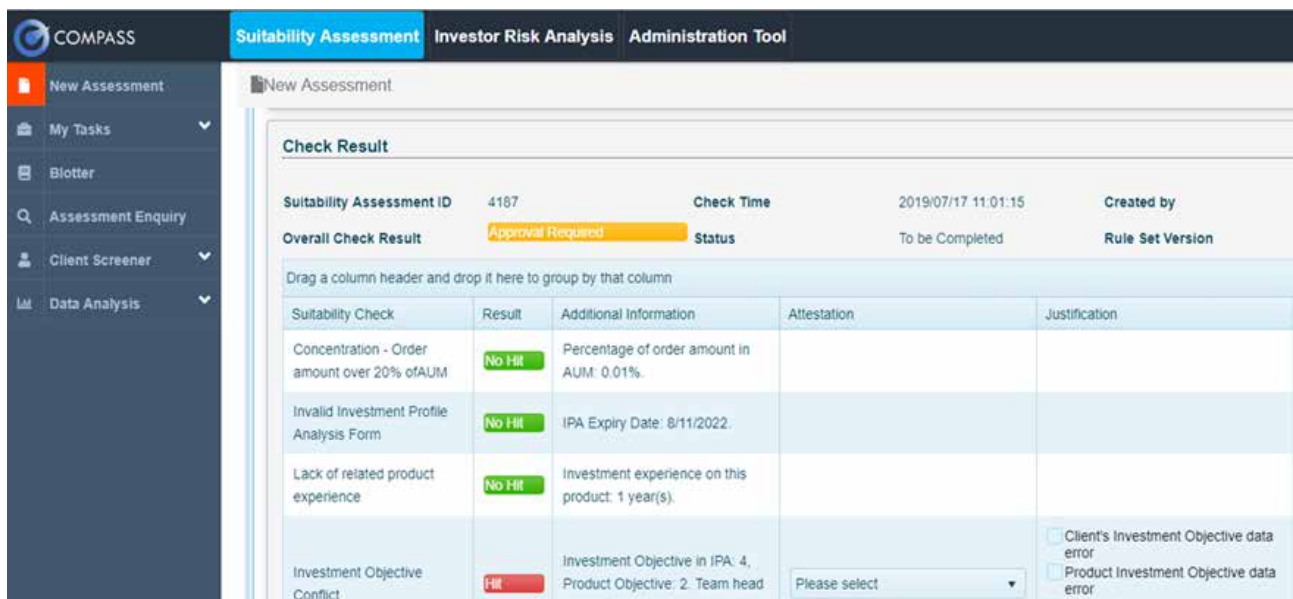 COMPASS
Suitability Assessment Investor Risk Analysis Administration Tool
New Assessment
My Tasks
Blotter
Assessment Enquiry
Client Screener
Data Analysis
New Assessment
Check Result
Suitability Assessment ID 4187 Check Time 2019/07/17 11:01:15 Created by
Overall Check Result Approval Required Status To be Completed Rule Set Version
Drag a column header and drop it here to group by that column
Suitability Check Result Additional Information Attestation Justification
Concentration - Order
amount over 20% ofAUM
No Hit
Percentage of order amount in
AUM: 0.01%.
Invalid Investment Profile
Analysis Form
No Hit
IPA Expiry Date: 8/11/2022.
Lack of related product
experience
No Hit
Investment experience on this
product: 1 year(s).
Investment Objective
Conflict
Hit
Investment Objective in IPA: 4,
Product Objective: 2. Team head
Please select
Client's Investment Objective data
error
Product Investment Objective data
error